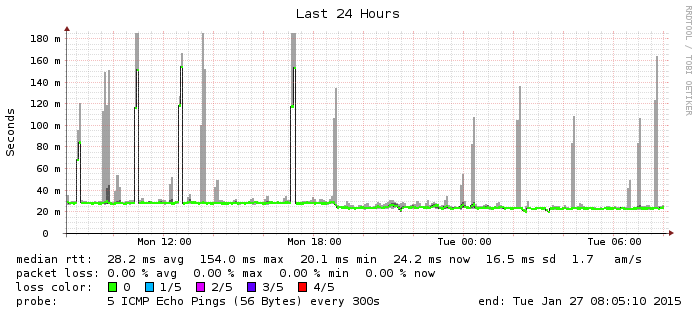 Last 24 Hours
RRDTOOL / TOBI OETIKER
Seconds
180 m
160 m
140 m
120 m
100 m
80 m
60 m
40 m
20 m
0
Mon 12:00 Mon 18:00 Tue 00:00 Tue 06:00
median rtt: 28.2 ms avg 154.0 ms max 20.1 ms min 24.2 ms now 16.5 ms sd 1.7 am/s
packet loss: 0.00 % avg 0.00 % max 0.00 % min 0.00 % now
loss color: 0 1/5 2/5 3/5 4/5
probe: 5 ICMP Echo Pings (56 Bytes) every 300s end: Tue Jan 27 08:05:10 2015